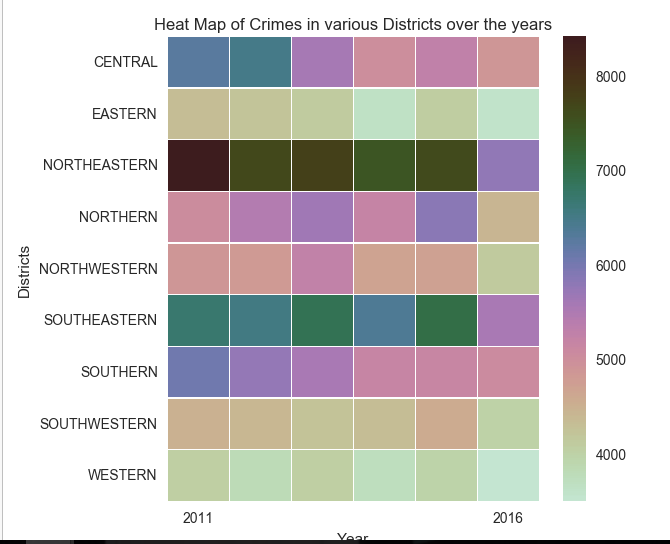 Heat Map of Crimes in various Districts over the years
CENTRAL
EASTERN
NORTHEASTERN
NORTHERN
NORTHWESTERN
SOUTHEASTERN
SOUTHERN
SOUTHWESTERN
WESTERN
Districts
2011
2016
Year
8000
7000
6000
5000
4000